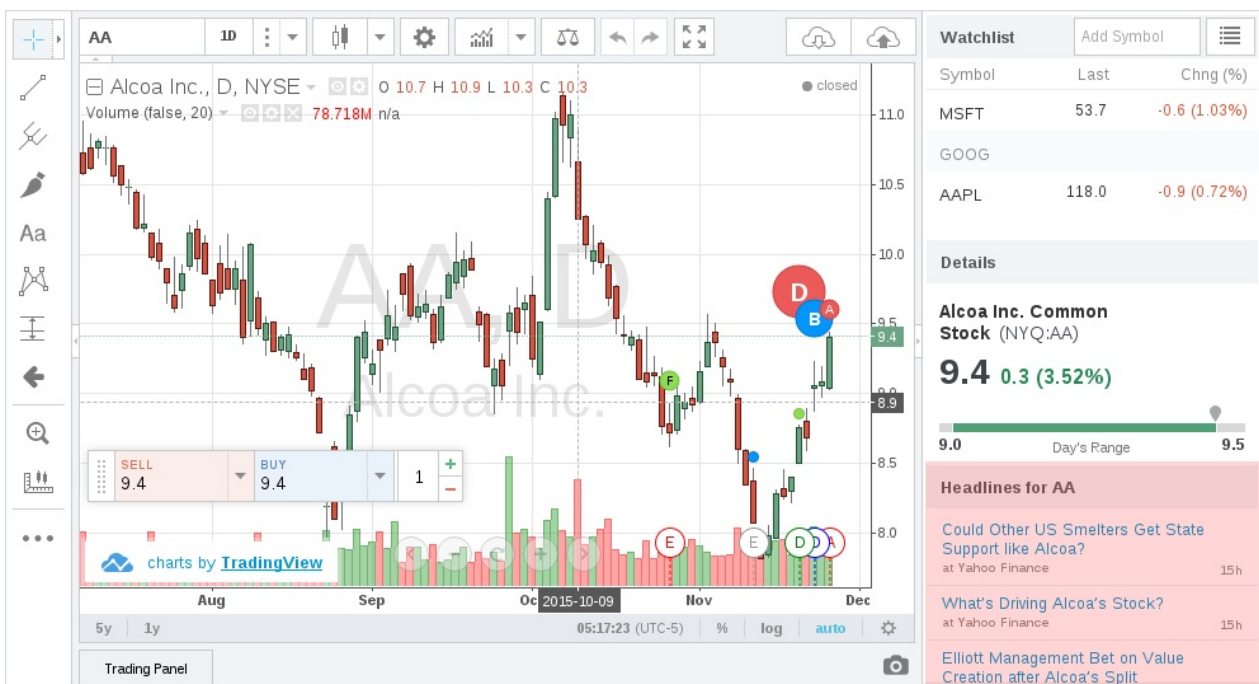 AA
1D
Alcoa Inc., D, NYSE
O 10.7 H 10.9 L 10.3 C 10.3
closed
Volume (false, 20)
78.718M n/a
AA, D
Alcoa Inc.
11.0
10.5
10.0
9.5
9.4
9.0
8.9
8.5
8.0
D
B
A
F
SELL
9.4
BUY
9.4
1
E
E
D
D
A
charts by TradingView
Aug
Sep
Oc
2015-10-09
Nov
Dec
5y
1y
05:17:23 (UTC-5)
%
log
auto
Trading Panel
Aa
Watchlist
Add Symbol
Symbol Last Chng (%)
MSFT 53.7 -0.6 (1.03%)
GOOG
AAPL 118.0 -0.9 (0.72%)
Details
Alcoa Inc. Common
Stock (NYQ:AA)
9.4 0.3 (3.52%)
9.0 Day's Range 9.5
Headlines for AA
Could Other US Smelters Get State
Support like Alcoa?
at Yahoo Finance 15h
What's Driving Alcoa's Stock?
at Yahoo Finance 15h
Elliott Management Bet on Value
Creation after Alcoa's Split